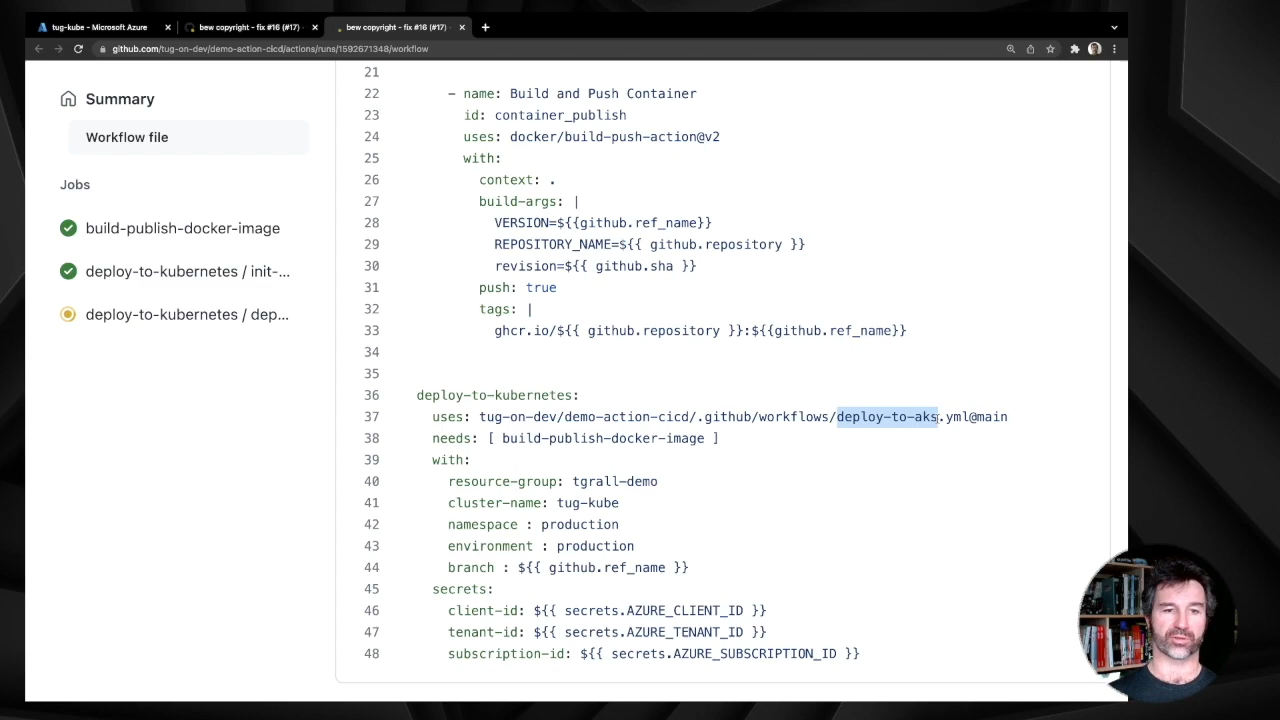 tug-kube - Microsoft Azure
bew copyright - fix #16 (#17) ·
bew copyright - fix #16 (#17) ·
github.com/tug-on-dev/demo-action-cicd/actions/runs/1592671348/workflow
Summary
Workflow file
Jobs
build-publish-docker-image
deploy-to-kubernetes / init-...
deploy-to-kubernetes / dep...
21
22 - name: Build and Push Container
23 id: container_publish
24 uses: docker/build-push-action@v2
25 with:
26 context: .
27 build-args: |
28 VERSION=${{github.ref_name}}
29 REPOSITORY_NAME=${{ github.repository }}
30 revision=${{ github.sha }}
31 push: true
32 tags: |
33 ghcr.io/${{ github.repository }}:${{github.ref_name}}
34
35
36 deploy-to-kubernetes:
37 uses: tug-on-dev/demo-action-cicd/.github/workflows/deploy-to-aks.yml@main
38 needs: [ build-publish-docker-image ]
39 with:
40 resource-group: tgrall-demo
41 cluster-name: tug-kube
42 namespace : production
43 environment : production
44 branch : ${{ github.ref_name }}
45 secrets:
46 client-id: ${{ secrets.AZURE_CLIENT_ID }}
47 tenant-id: ${{ secrets.AZURE_TENANT_ID }}
48 subscription-id: ${{ secrets.AZURE_SUBSCRIPTION_ID }}